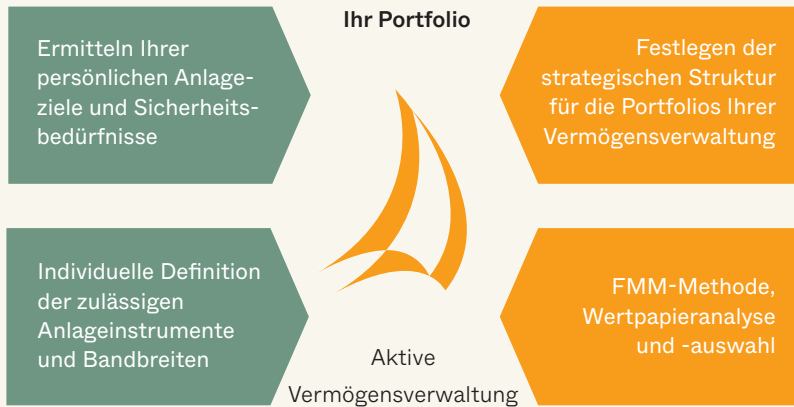 Ihr Portfolio
Ermitteln Ihrer
persönlichen Anlage-
ziele und Sicherheits-
bedürfnisse
Festlegen der
strategischen Struktur
für die Portfolios Ihrer
Vermögensverwaltung
Individuelle Definition
der zulässigen
Anlageinstrumente
und Bandbreiten
FMM-Methode,
Wertpapieranalyse
und -auswahl
Aktive
Vermögensverwaltung